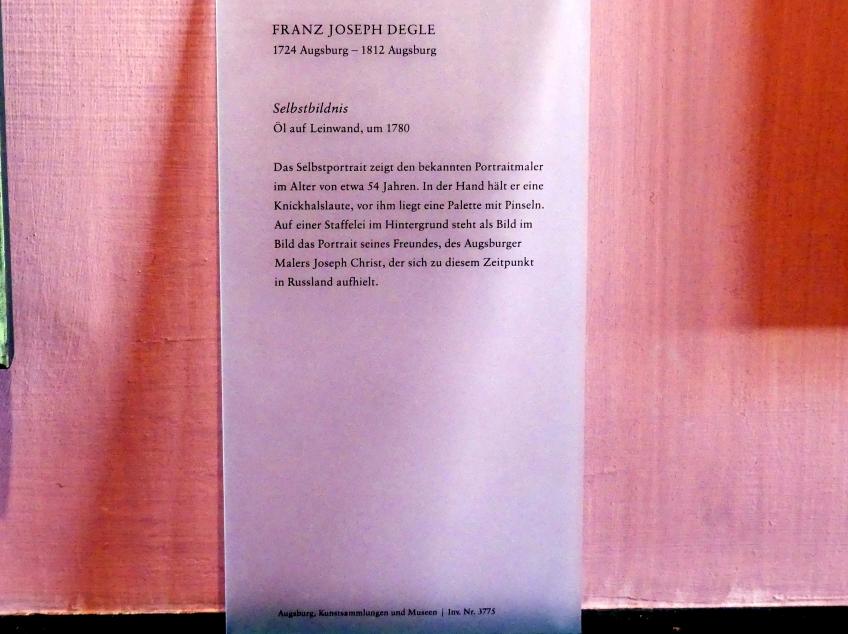 FRANZ JOSEPH DEGLE
1724 Augsburg – 1812 Augsburg
Selbstbildnis
Öl auf Leinwand, um 1780
Das Selbstportrait zeigt den bekannten Portraitmaler
im Alter von etwa 54 Jahren. In der Hand hält er eine
Knickhalslaute, vor ihm liegt eine Palette mit Pinseln.
Auf einer Staffelei im Hintergrund steht als Bild im
Bild das Portrait seines Freundes, des Augsburger
Malers Joseph Christ, der sich zu diesem Zeitpunkt
in Russland aufhielt.
Augsburg, Kunstsammlungen und Museen | Inv. Nr. 3775